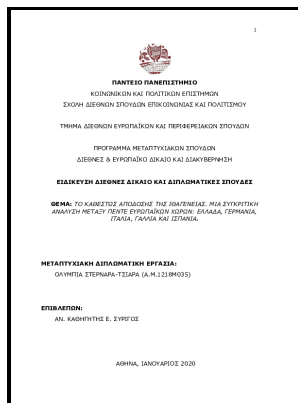 1
ΠΑΝΤΕΙΟ ΠΑΝΕΠΙΣΤΗΜΙΟ
ΚΟΙΝΩΝΙΚΩΝ ΚΑΙ ΠΟΛΙΤΙΚΩΝ ΕΠΙΣΤΗΜΩΝ
ΣΧΟΛΗ ΔΙΕΘΝΩΝ ΣΠΟΥΔΩΝ ΕΠΙΚΟΙΝΩΝΙΑΣ ΚΑΙ ΠΟΛΙΤΙΣΜΟΥ
ΤΜΗΜΑ ΔΙΕΘΝΩΝ ΕΥΡΩΠΑΪΚΩΝ ΚΑΙ ΠΕΡΙΦΕΡΕΙΑΚΩΝ ΣΠΟΥΔΩΝ
ΠΡΟΓΡΑΜΜΑ ΜΕΤΑΠΤΥΧΙΑΚΩΝ ΣΠΟΥΔΩΝ
ΔΙΕΘΝΕΣ & ΕΥΡΩΠΑΪΚΟ ΔΙΚΑΙΟ ΚΑΙ ΔΙΑΚΥΒΕΡΝΗΣΗ
ΕΙΔΙΚΕΥΣΗ ΔΙΕΘΝΕΣ ΔΙΚΑΙΟ ΚΑΙ ΔΙΠΛΩΜΑΤΙΚΕΣ ΣΠΟΥΔΕΣ
ΘΕΜΑ: ΤΟ ΚΑΘΕΣΤΩΣ ΑΠΟΔΟΣΗΣ ΤΗΣ ΙΘΑΓΕΝΕΙΑΣ. ΜΙΑ ΣΥΓΚΡΙΤΙΚΗ
ΑΝΑΛΥΣΗ ΜΕΤΑΞΥ ΠΕΝΤΕ ΕΥΡΩΠΑΪΚΩΝ ΧΩΡΩΝ: ΕΛΛΑΔΑ, ΓΕΡΜΑΝΙΑ,
ΙΤΑΛΙΑ, ΓΑΛΛΙΑ ΚΑΙ ΙΣΠΑΝΙΑ.
ΜΕΤΑΠΤΥΧΙΑΚΗ ΔΙΠΛΩΜΑΤΙΚΗ ΕΡΓΑΣΙΑ:
ΟΛΥΜΠΙΑ ΣΤΕΡΝΑΡΑ-ΤΣΙΑΡΑ (Α.Μ.1218Μ035)
ΕΠΙΒΛΕΠΩΝ:
ΑΝ. ΚΑΘΗΓΗΤΗΣ Ε. ΣΥΡΙΓΟΣ
ΑΘΗΝΑ, ΙΑΝΟΥΑΡΙΟΣ 2020